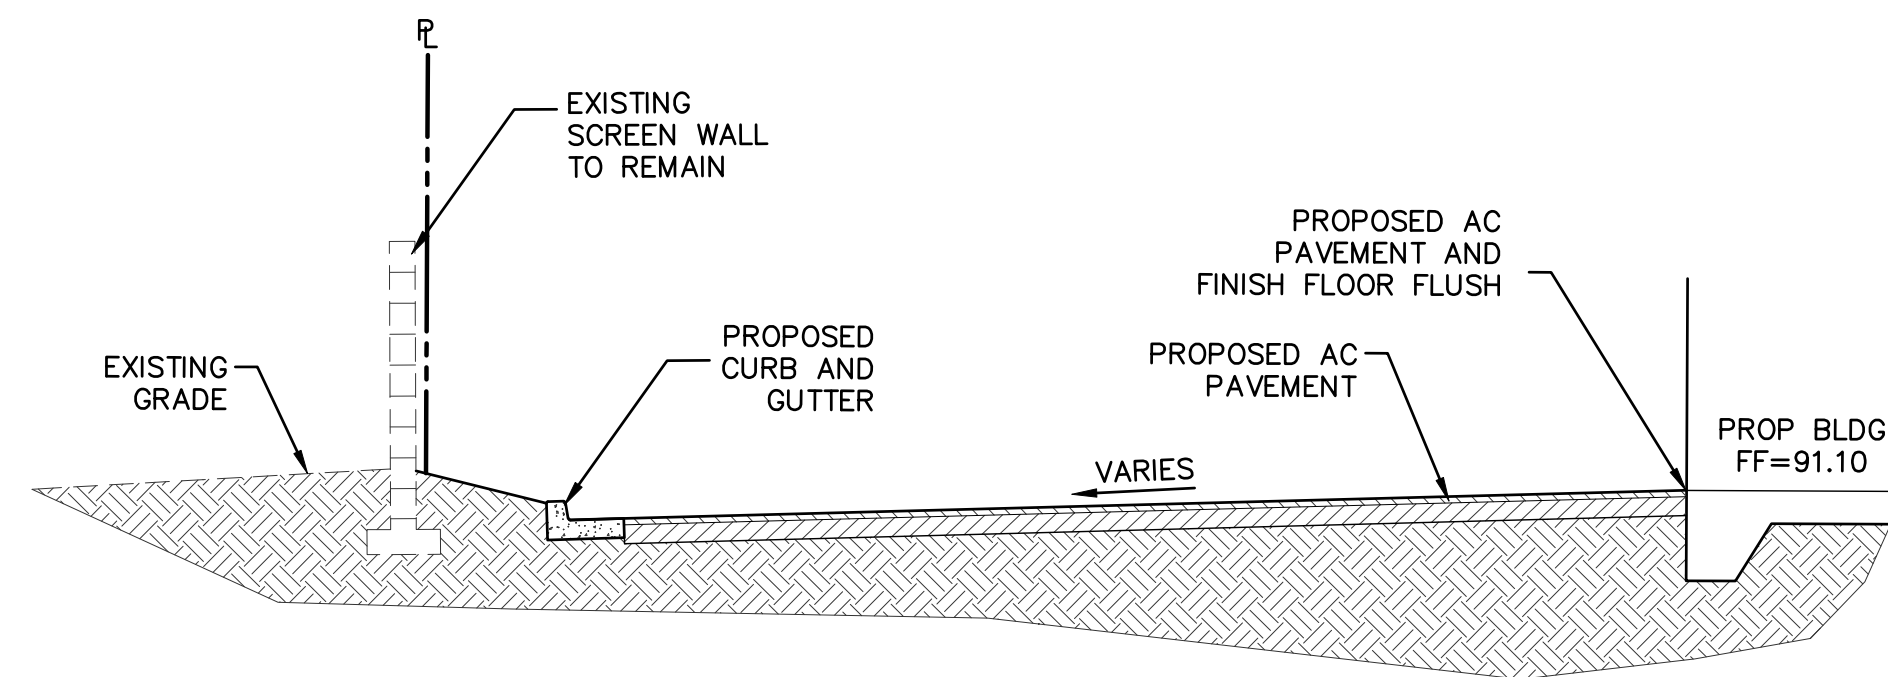 PL
EXISTING
SCREEN WALL
TO REMAIN
PROPOSED AC
PAVEMENT AND
FINISH FLOOR FLUSH
PROPOSED
CURB AND
GUTTER
PROPOSED AC
PAVEMENT
EXISTING
GRADE
VARIES
PROP BLDG
FF=91.10